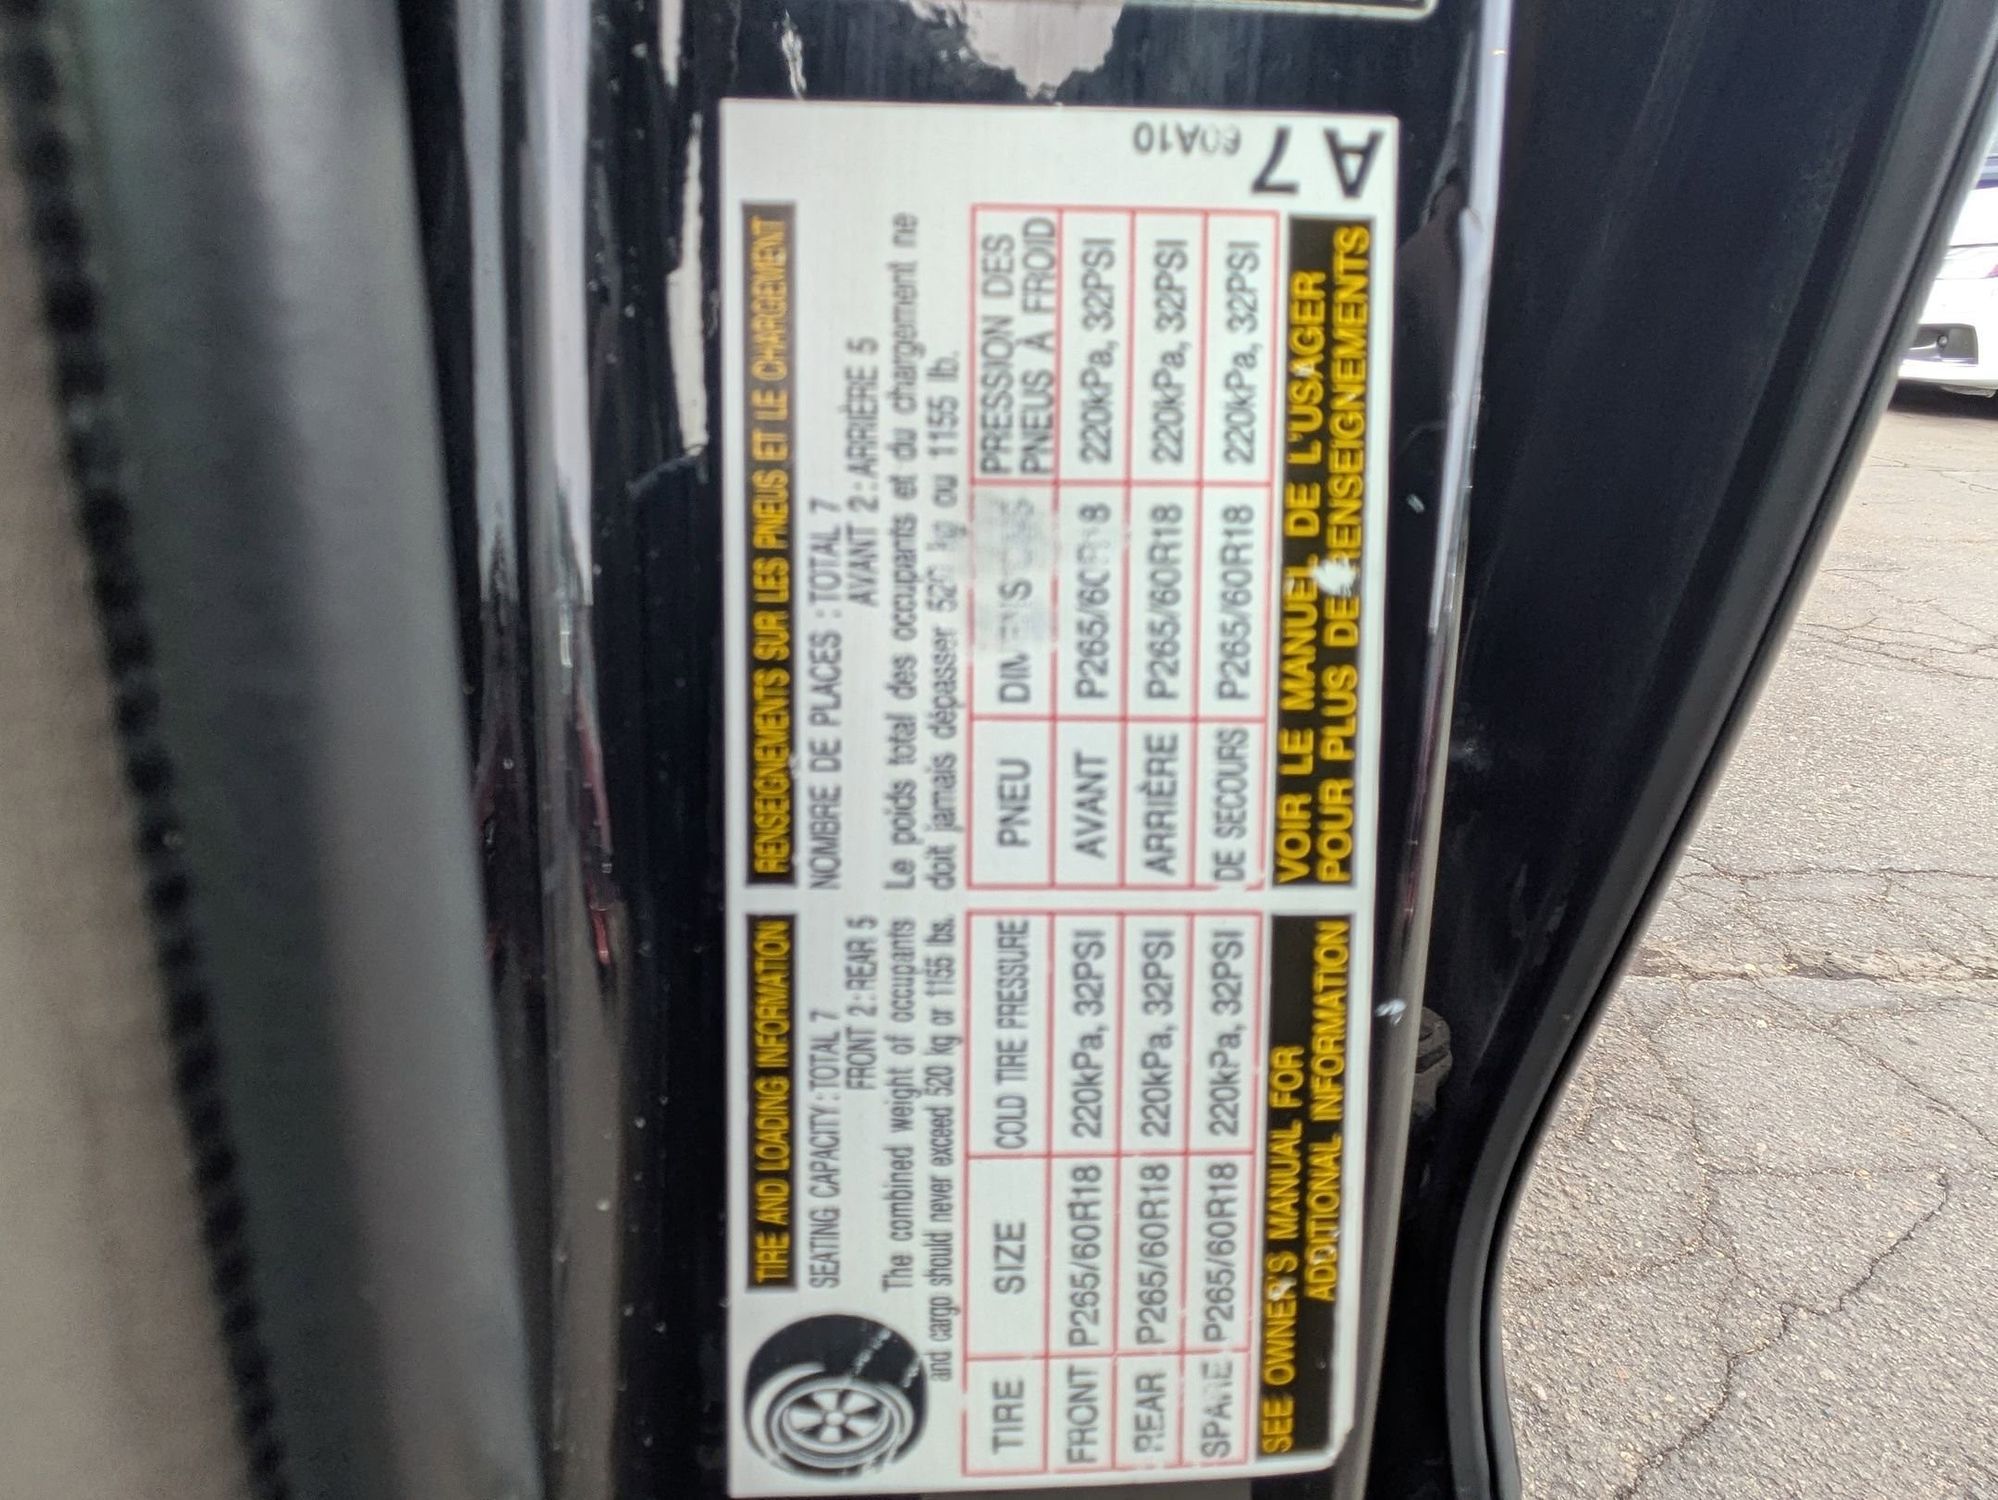 TIRE AND LOADING INFORMATION
SEATING CAPACITY : TOTAL 7
FRONT 2 : REAR 5
The combined weight of occupants
and cargo should never exceed 520 kg or 1155 lbs.
TIRE SIZE COLD TIRE PRESSURE
FRONT P265/60R18 220kPa, 32PSI
REAR P265/60R18 220kPa, 32PSI
SPARE P265/60R18 220kPa, 32PSI
SEE OWNER'S MANUAL FOR
ADDITIONAL INFORMATION
RENSEIGNEMENTS SUR LES PNEUS ET LE CHARGEMENT
NOMBRE DE PLACES : TOTAL 7
AVANT 2 : ARRIÈRE 5
Le poids total des occupants et du chargement ne
doit jamais dépasser 520 kg ou 1155 lb.
PNEU DIMENSIONS PRESSION DES
PNEUS À FROID
AVANT P265/60R18 220kPa, 32PSI
ARRIÈRE P265/60R18 220kPa, 32PSI
DE SECOURS P265/60R18 220kPa, 32PSI
VOIR LE MANUEL DE L'USAGER
POUR PLUS DE RENSEIGNEMENTS
60A10
A7